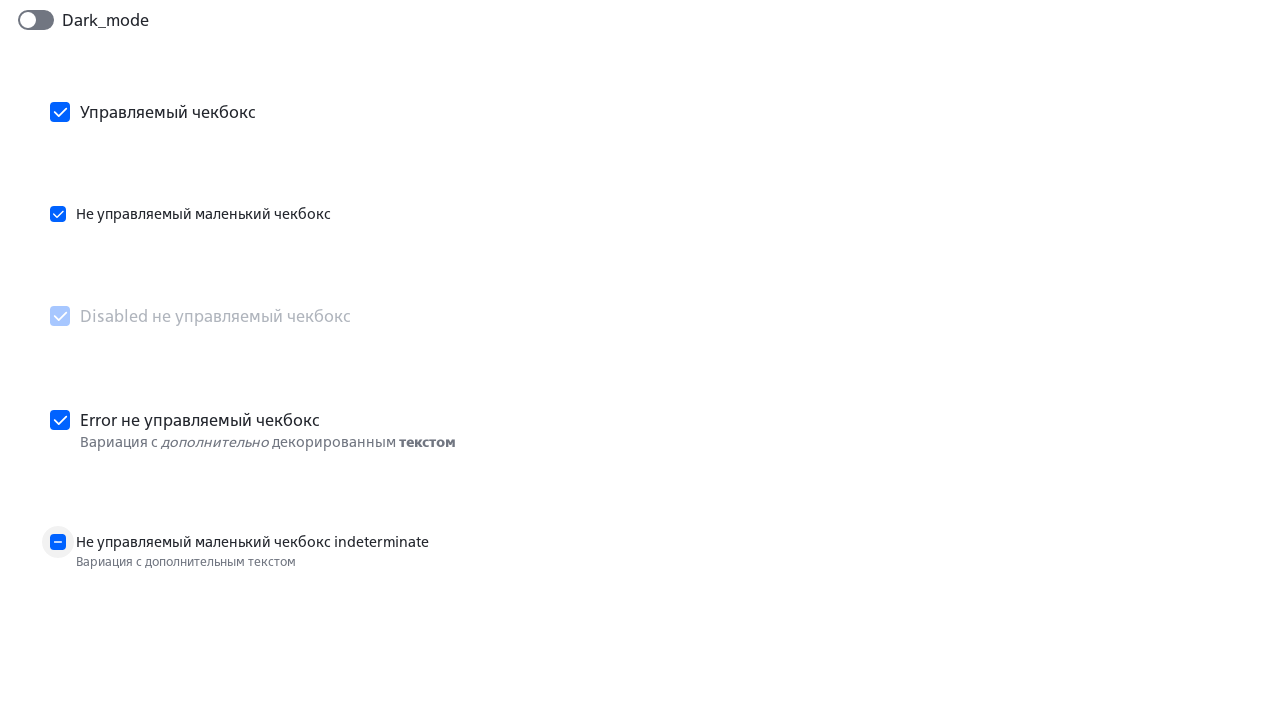 Dark_mode
Управляемый чекбокс
Не управляемый маленький чекбокс
Disabled не управляемый чекбокс
Error не управляемый чекбокс
Вариация с дополнительно декорированным текстом
Не управляемый маленький чекбокс indeterminate
Вариация с дополнительным текстом